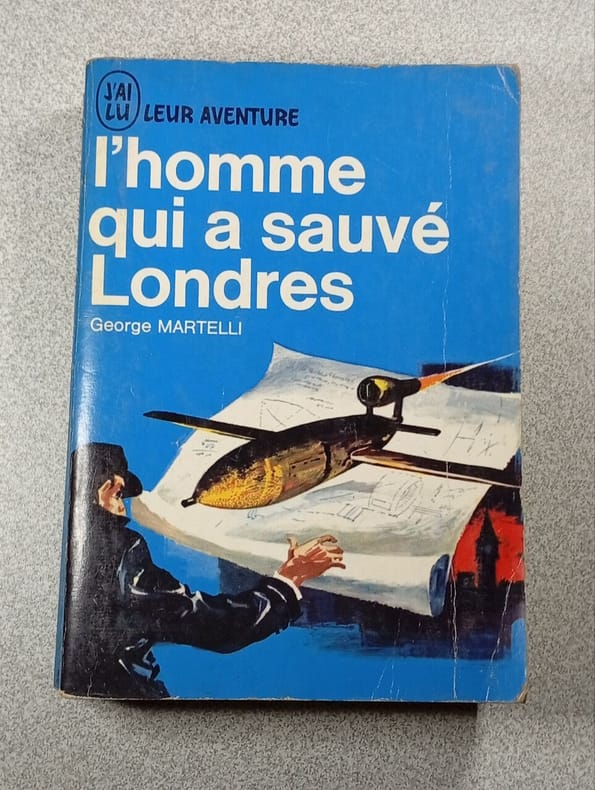 J'AI
LU
LEUR AVENTURE
l'homme
qui a sauvé
Londres
George MARTELLI